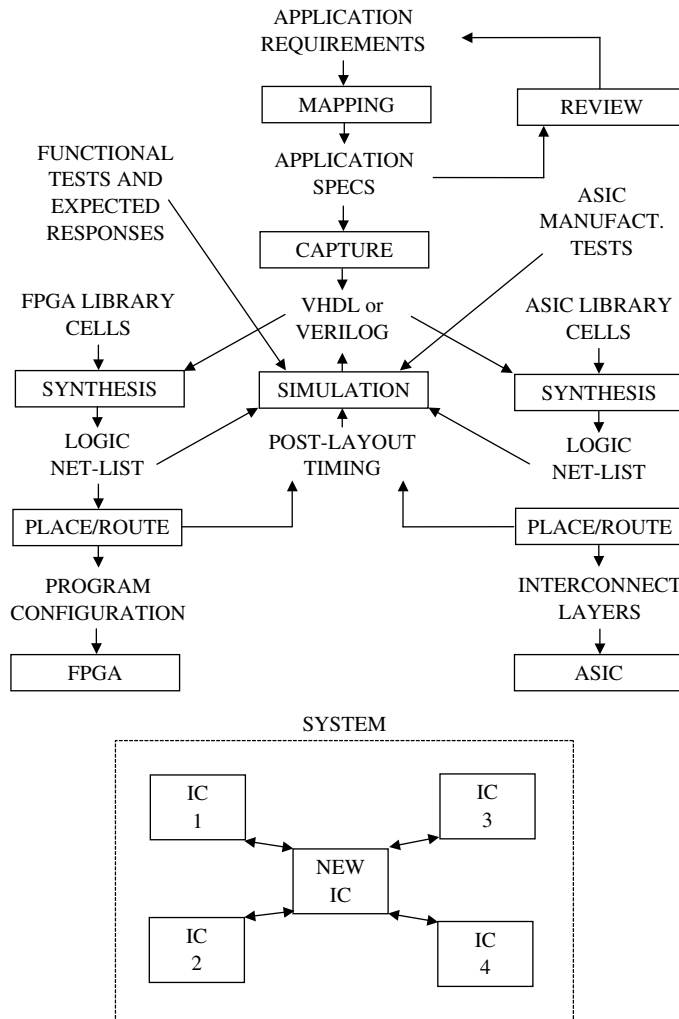 APPLICATION
REQUIREMENTS
MAPPING
REVIEW
FUNCTIONAL
TESTS AND
EXPECTED
RESPONSES
APPLICATION
SPECS
ASIC
MANUFACT.
TESTS
CAPTURE
FPGA LIBRARY
CELLS
VHDL or
VERILOG
ASIC LIBRARY
CELLS
SYNTHESIS
SIMULATION
SYNTHESIS
LOGIC
NET-LIST
POST-LAYOUT
TIMING
LOGIC
NET-LIST
PLACE/ROUTE
PLACE/ROUTE
PROGRAM
CONFIGURATION
INTERCONNECT
LAYERS
FPGA
ASIC
SYSTEM
IC
1
IC
3
NEW
IC
IC
2
IC
4